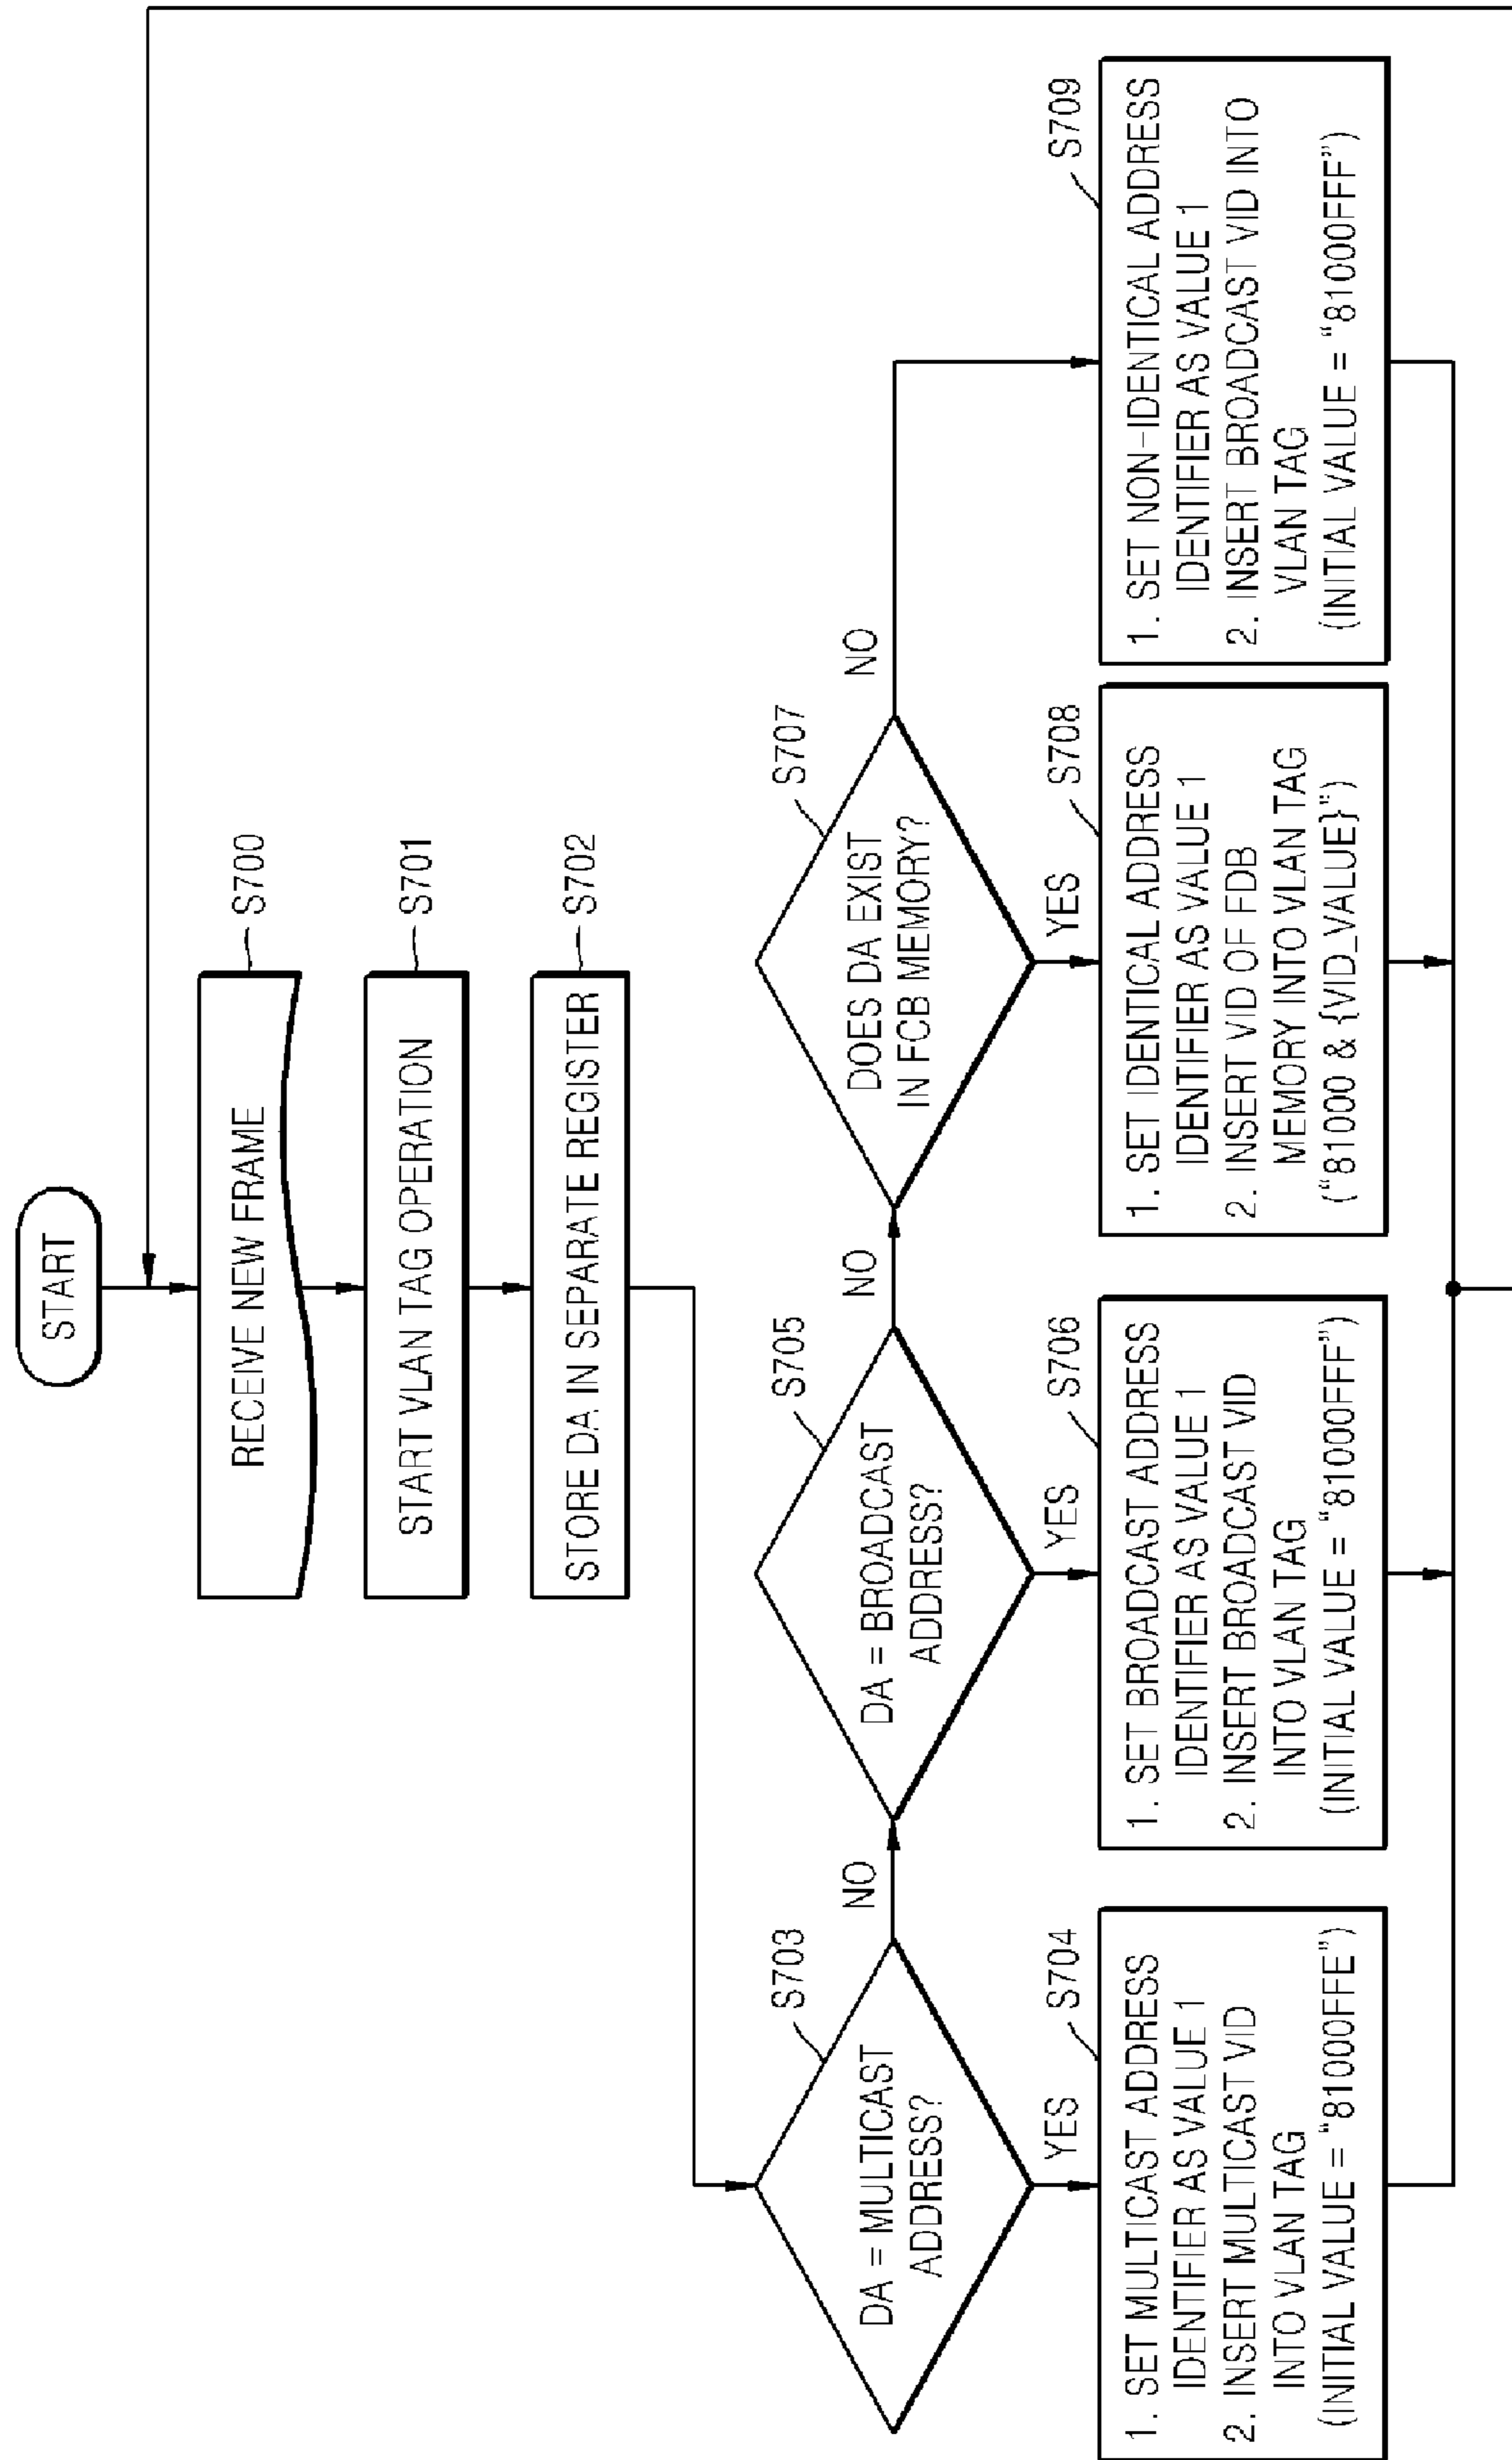 START
RECEIVE NEW FRAME
S700
START VLAN TAG OPERATION
S701
STORE DA IN SEPARATE REGISTER
S702
S703
DA = MULTICAST
ADDRESS?
NO
YES
S705
DA = BROADCAST
ADDRESS?
NO
YES
S707
DOES DA EXIST
IN FCB MEMORY?
NO
YES
S704
1. SET MULTICAST ADDRESS
IDENTIFIER AS VALUE 1
2. INSERT MULTICAST VID
INTO VLAN TAG
(INITIAL VALUE = “81000FFE”)
S706
1. SET BROADCAST ADDRESS
IDENTIFIER AS VALUE 1
2. INSERT BROADCAST VID
INTO VLAN TAG
(INITIAL VALUE = “81000FFF”)
S708
1. SET IDENTICAL ADDRESS
IDENTIFIER AS VALUE 1
2. INSERT VID OF FDB
MEMORY INTO VLAN TAG
(“81000 & {VID_VALUE}”)
S709
1. SET NON-IDENTICAL ADDRESS
IDENTIFIER AS VALUE 1
2. INSERT BROADCAST VID INTO
VLAN TAG
(INITIAL VALUE = “81000FFF”)